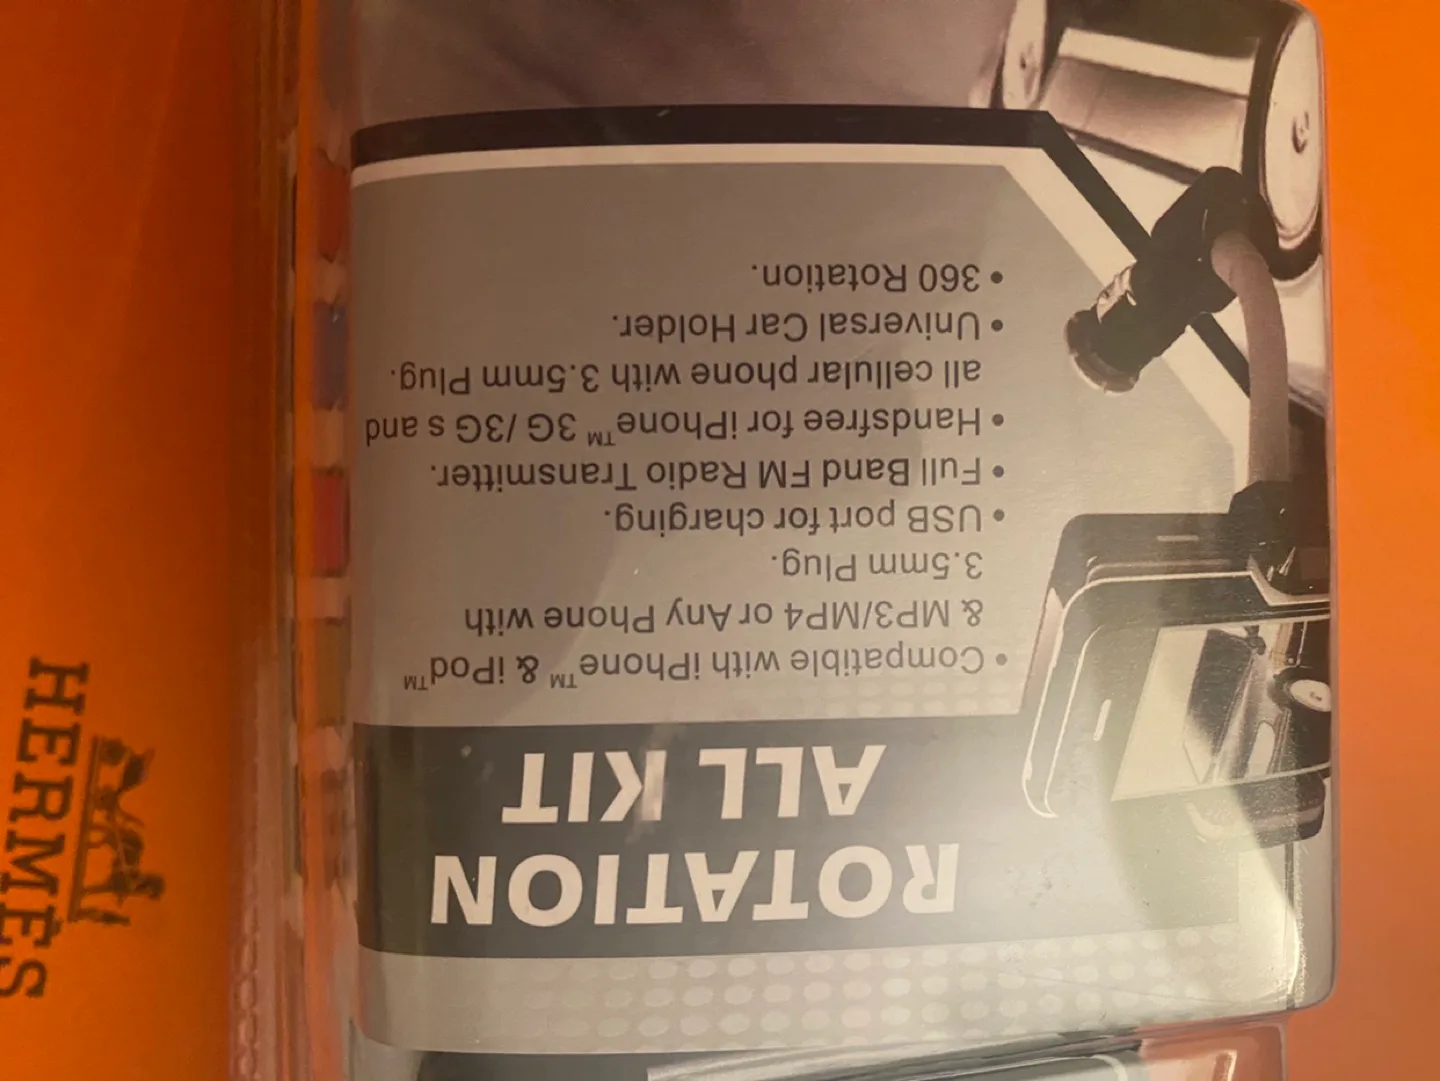 ROTATION
ALL KIT
• Compatible with iPhone™ & iPod™
& MP3/MP4 or Any Phone with
3.5mm Plug.
• USB port for charging.
• Full Band FM Radio Transmitter.
• Handsfree for iPhone™ 3G /3G s and
all cellular phone with 3.5mm Plug.
• Universal Car Holder.
• 360 Rotation.
HERMÈS